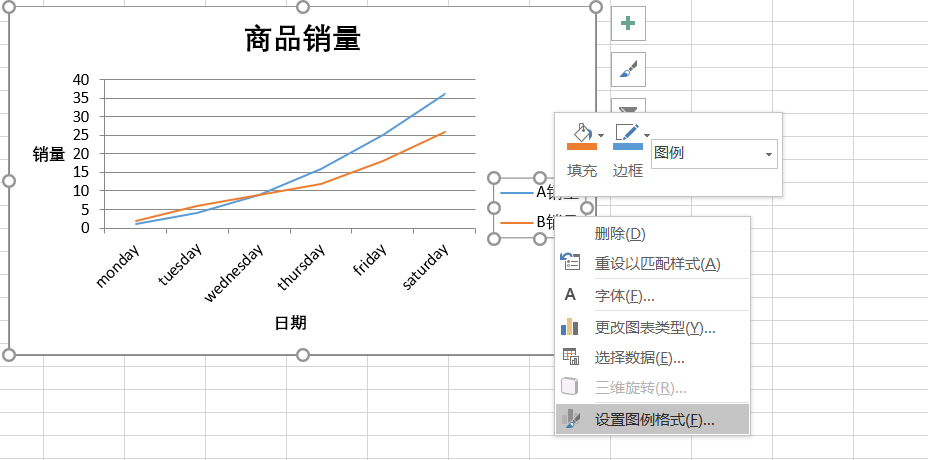 商品销量
40
35
30
25
20
15
10
5
0
销量
monday
tuesday
wednesday
thursday
friday
saturday
日期
A销量
B销量
填充
边框
图例
删除(D)
重设以匹配样式(A)
A
字体(F)...
更改图表类型(Y)...
选择数据(E)...
三维旋转(R)...
设置图例格式(F)...